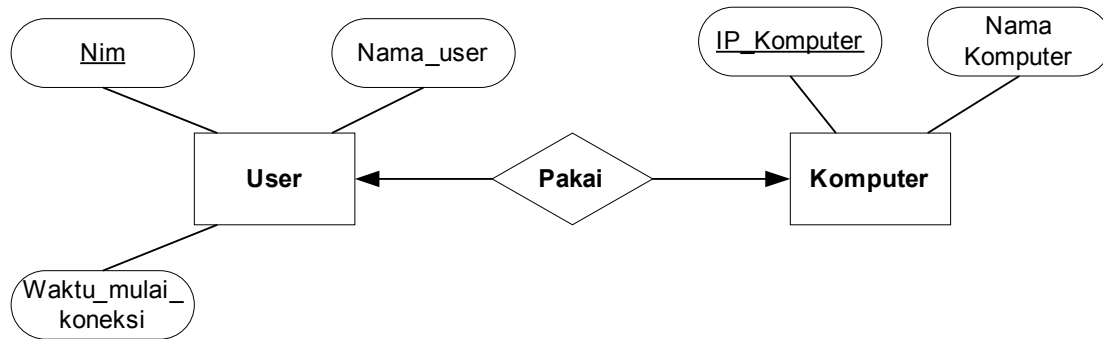 Nim
Nama_user
IP_Komputer
Nama
Komputer
User
Pakai
Komputer
Waktu_mulai_
koneksi